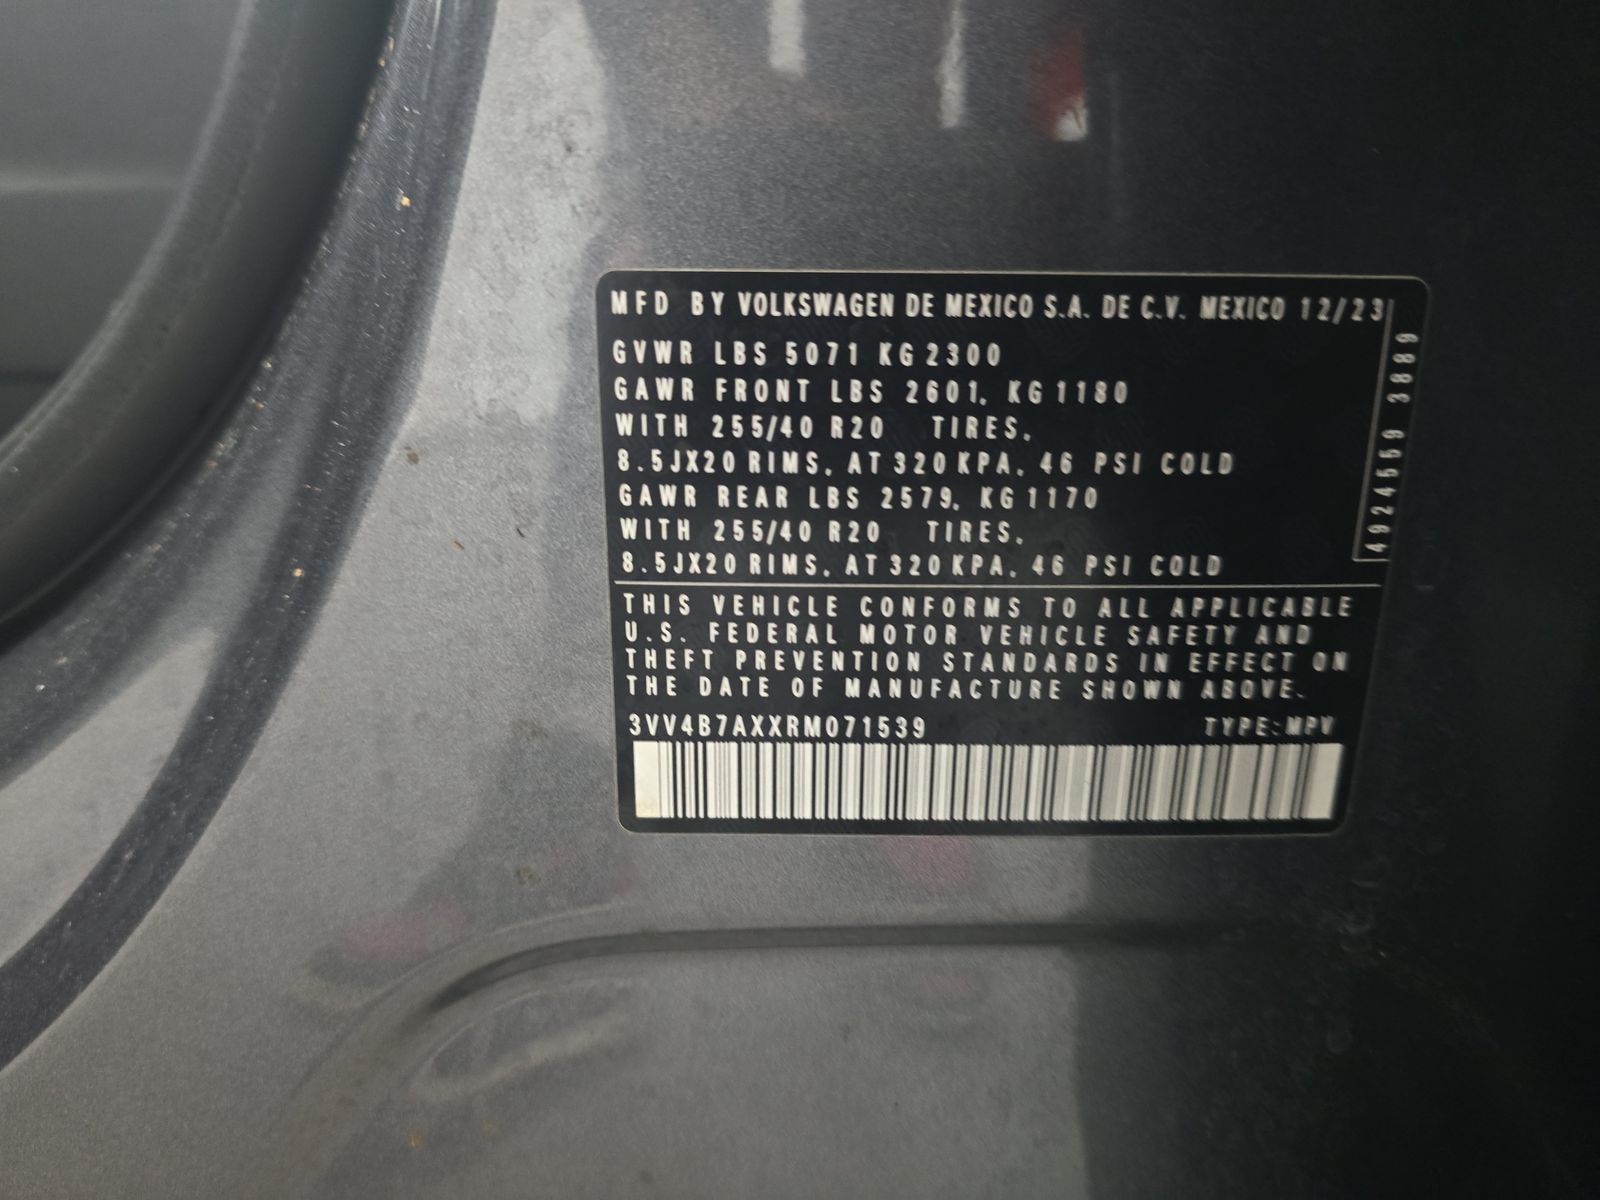 MFD BY VOLKSWAGEN DE MEXICO S.A. DE C.V. MEXICO 12/23
GVWR LBS 5071 KG 2300
GAWR FRONT LBS 2601, KG 1180
WITH 255/40 R20 TIRES,
8.5JX20 RIMS, AT 320 KPA, 46 PSI COLD
GAWR REAR LBS 2579, KG 1170
WITH 255/40 R20 TIRES,
8.5JX20 RIMS, AT 320 KPA, 46 PSI COLD
4924559 3889
THIS VEHICLE CONFORMS TO ALL APPLICABLE
U.S. FEDERAL MOTOR VEHICLE SAFETY AND
THEFT PREVENTION STANDARDS IN EFFECT ON
THE DATE OF MANUFACTURE SHOWN ABOVE.
3VV4B7AXXRM071539 TYPE:MPV